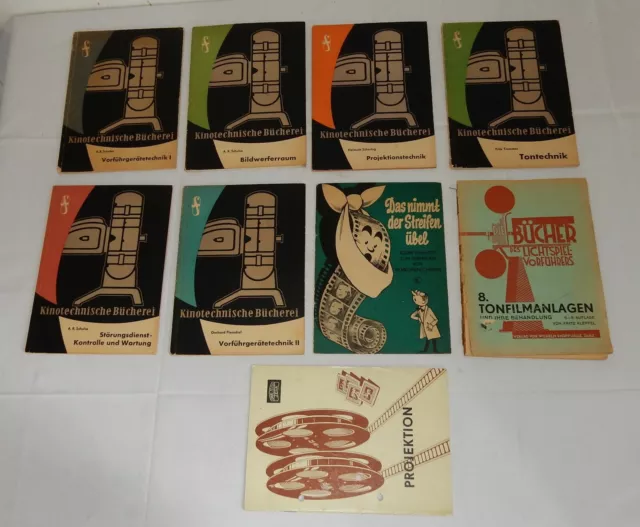 Kinotechnische Bücherei
Vorführgerätetechnik I
Kinotechnische Bücherei
Bildwerferraum
Kinotechnische Bücherei
Projektionstechnik
Kinotechnische Bücherei
Tontechnik
Kinotechnische Bücherei
Störungsdienst-
Kontrolle und Wartung
Kinotechnische Bücherei
Vorführgerätetechnik II
Das nimmt
der Streifen
übel
BÜCHER
DES LICHTSPIEL-
VORFÜHRERS
8.
TONFILMANLAGEN
UND IHRE BEHANDLUNG
PROJEKTION